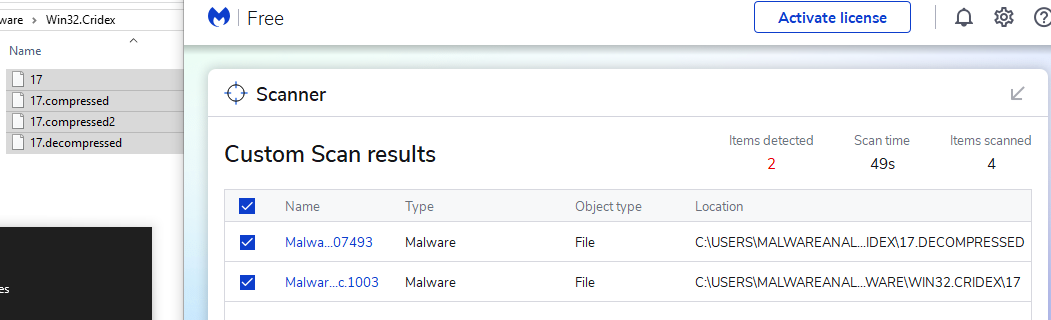 ware > Win32.Cridex
Name
17
17.compressed
17.compressed2
17.decompressed
es
Free
Activate license
Scanner
Custom Scan results
Items detected
2
Scan time
49s
Items scanned
4
Name Type Object type Location
Malwa...07493 Malware File C:\USERS\MALWAREANAL...IDEX\17.DECOMPRESSED
Malwar...c.1003 Malware File C:\USERS\MALWAREANAL...WARE\WIN32.CRIDEX\17